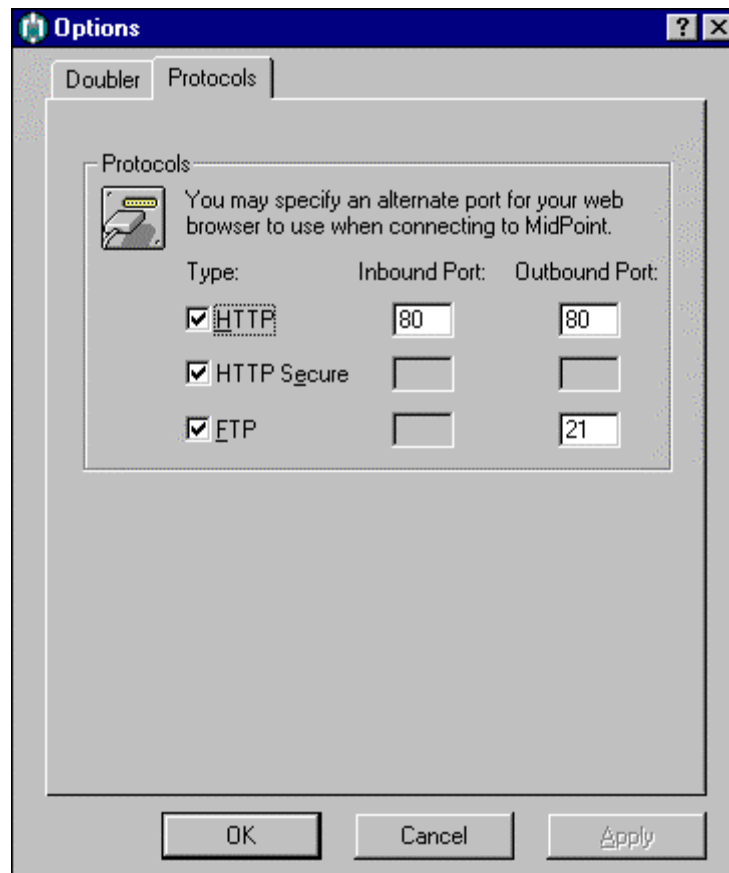 Options
Doubler Protocols
Protocols
You may specify an alternate port for your web
browser to use when connecting to MidPoint.
Type: Inbound Port: Outbound Port:
HTTP 80 80
HTTP Secure
FTP 21
OK Cancel Apply